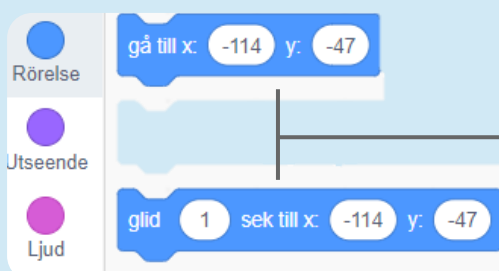 gå till x: -114 y: -47
Rörelse
Utseende
glid 1 sek till x: -114 y: -47
Ljud